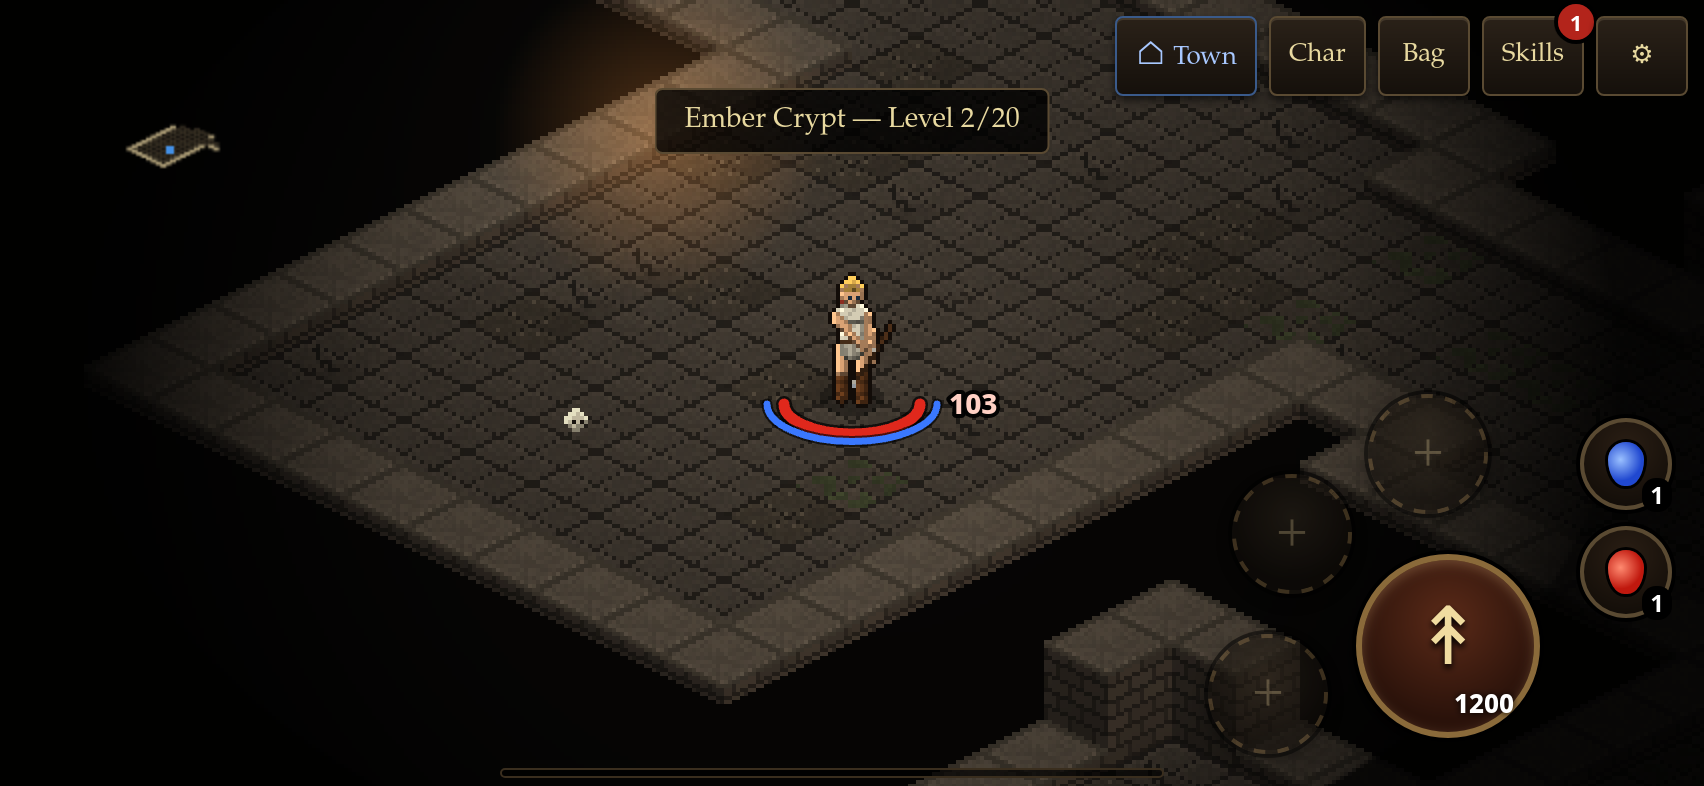 Town
Char
Bag
Skills
1
Ember Crypt — Level 2/20
103
1
1
1200